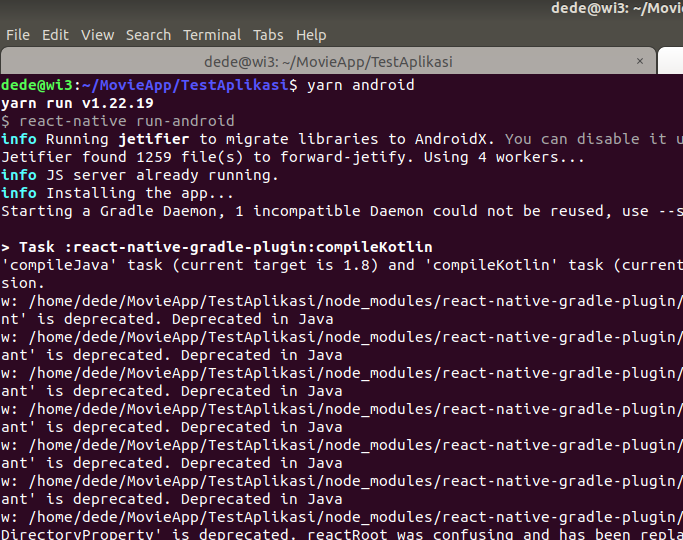 dede@wi3: ~/Movi
File Edit View Search Terminal Tabs Help
dede@wi3: ~/MovieApp/TestAplikasi ×
dede@wi3:~/MovieApp/TestAplikasi$ yarn android
yarn run v1.22.19
$ react-native run-android
info Running jetifier to migrate libraries to AndroidX. You can disable it u
Jetifier found 1259 file(s) to forward-jetify. Using 4 workers...
info JS server already running.
info Installing the app...
Starting a Gradle Daemon, 1 incompatible Daemon could not be reused, use --s
> Task :react-native-gradle-plugin:compileKotlin
'compileJava' task (current target is 1.8) and 'compileKotlin' task (current
sion.
w: /home/dede/MovieApp/TestAplikasi/node_modules/react-native-gradle-plugin/
nt' is deprecated. Deprecated in Java
w: /home/dede/MovieApp/TestAplikasi/node_modules/react-native-gradle-plugin/
ant' is deprecated. Deprecated in Java
w: /home/dede/MovieApp/TestAplikasi/node_modules/react-native-gradle-plugin/
ant' is deprecated. Deprecated in Java
w: /home/dede/MovieApp/TestAplikasi/node_modules/react-native-gradle-plugin/
ant' is deprecated. Deprecated in Java
w: /home/dede/MovieApp/TestAplikasi/node_modules/react-native-gradle-plugin/
ant' is deprecated. Deprecated in Java
w: /home/dede/MovieApp/TestAplikasi/node_modules/react-native-gradle-plugin/
ant' is deprecated. Deprecated in Java
w: /home/dede/MovieApp/TestAplikasi/node_modules/react-native-gradle-plugin/
DirectoryProperty' is deprecated. reactRoot was confusing and has been repla